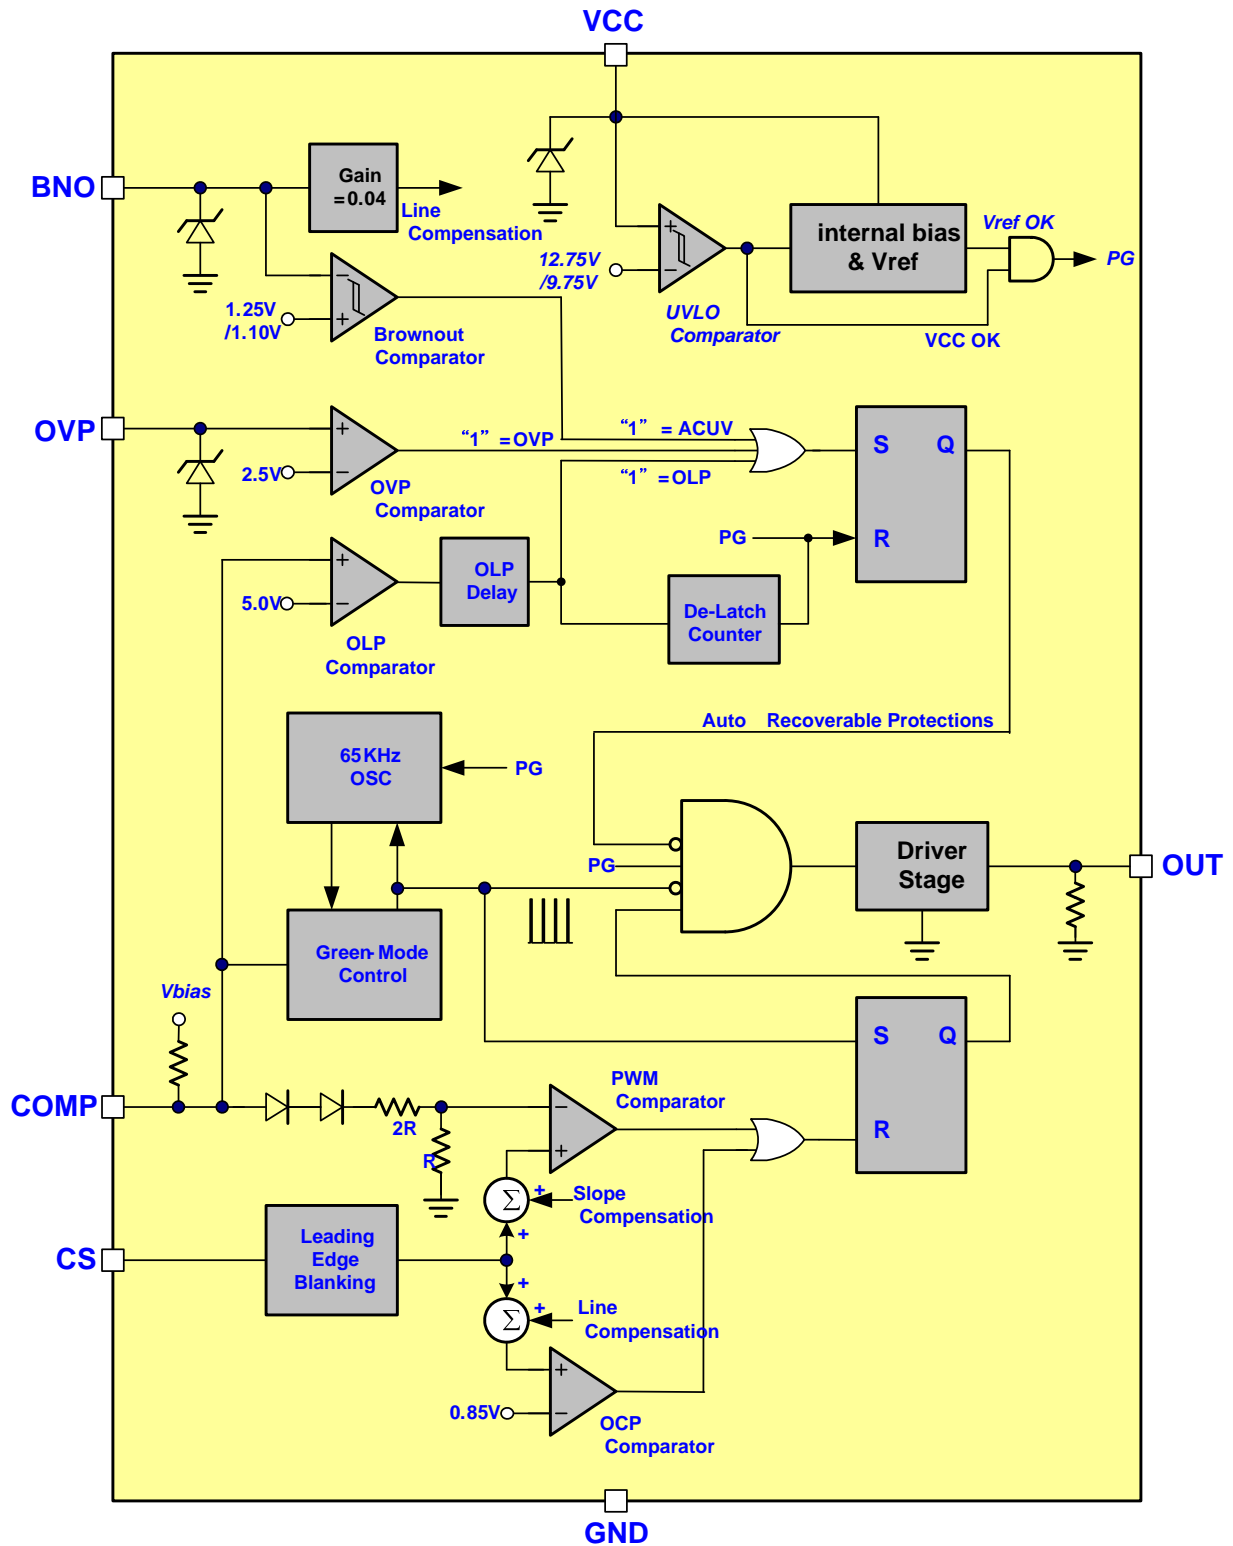 VCC
BNO
Gain
=0.04
Line
Compensation
12.75V
/9.75V
+
−
UVLO
Comparator
internal bias
& Vref
Vref OK
PG
VCC OK
1.25V
/1.10V
−
+
Brownout
Comparator
OVP
2.5V
+
−
OVP
Comparator
“1” =OVP
“1” = ACUV
“1” =OLP
S
Q
R
PG
5.0V
+
−
OLP
Comparator
OLP
Delay
De-Latch
Counter
Auto Recoverable Protections
65KHz
OSC
PG
PG
Driver
Stage
OUT
Green-Mode
Control
Vbias
COMP
2R
R
PWM
Comparator
−
+
S
Q
R
Σ
+
Slope
Compensation
+
CS
Leading
Edge
Blanking
+
Σ
+
Line
Compensation
+
−
0.85V
OCP
Comparator
GND